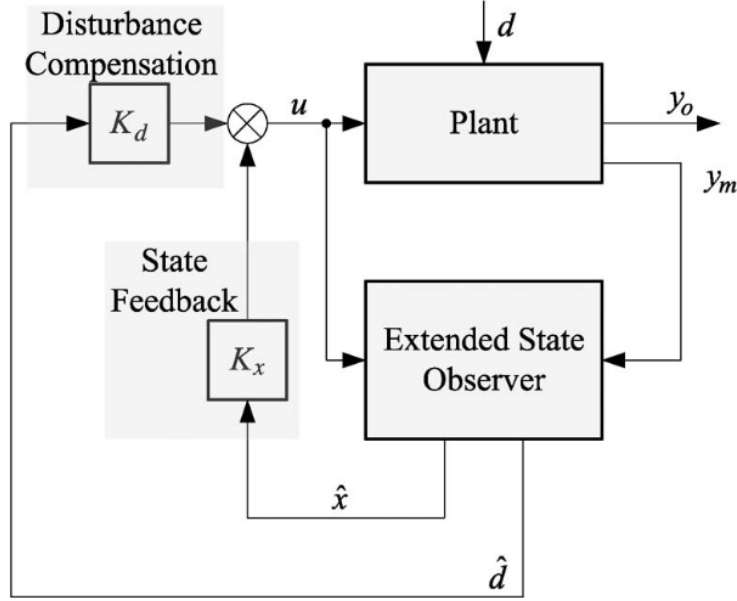 Disturbance
Compensation
K_d
u
d
Plant
y_o
y_m
State
Feedback
K_x
Extended State
Observer
x̂
d̂